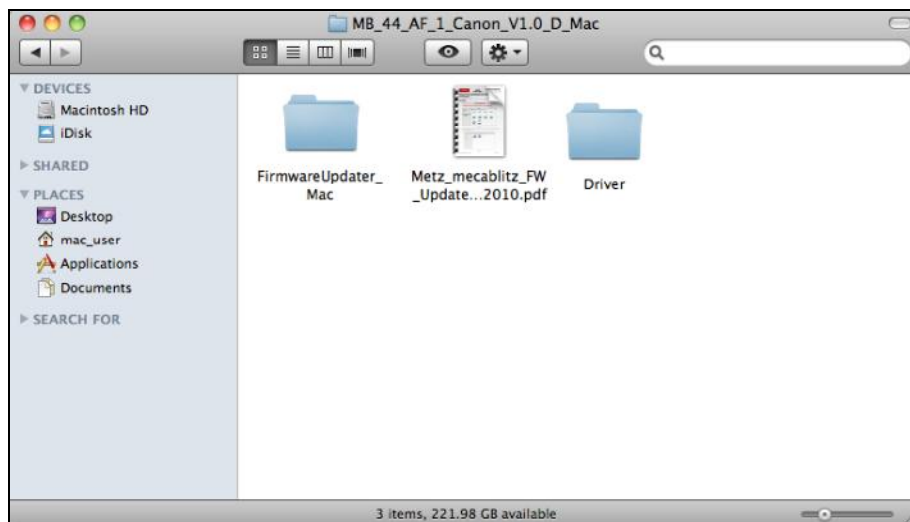 MB_44_AF_1_Canon_V1.0_D_Mac
DEVICES
Macintosh HD
iDisk
SHARED
PLACES
Desktop
mac_user
Applications
Documents
SEARCH FOR
FirmwareUpdater_
Mac
Metz_mecablitz_FW
_Update...2010.pdf
Driver
3 items, 221.98 GB available